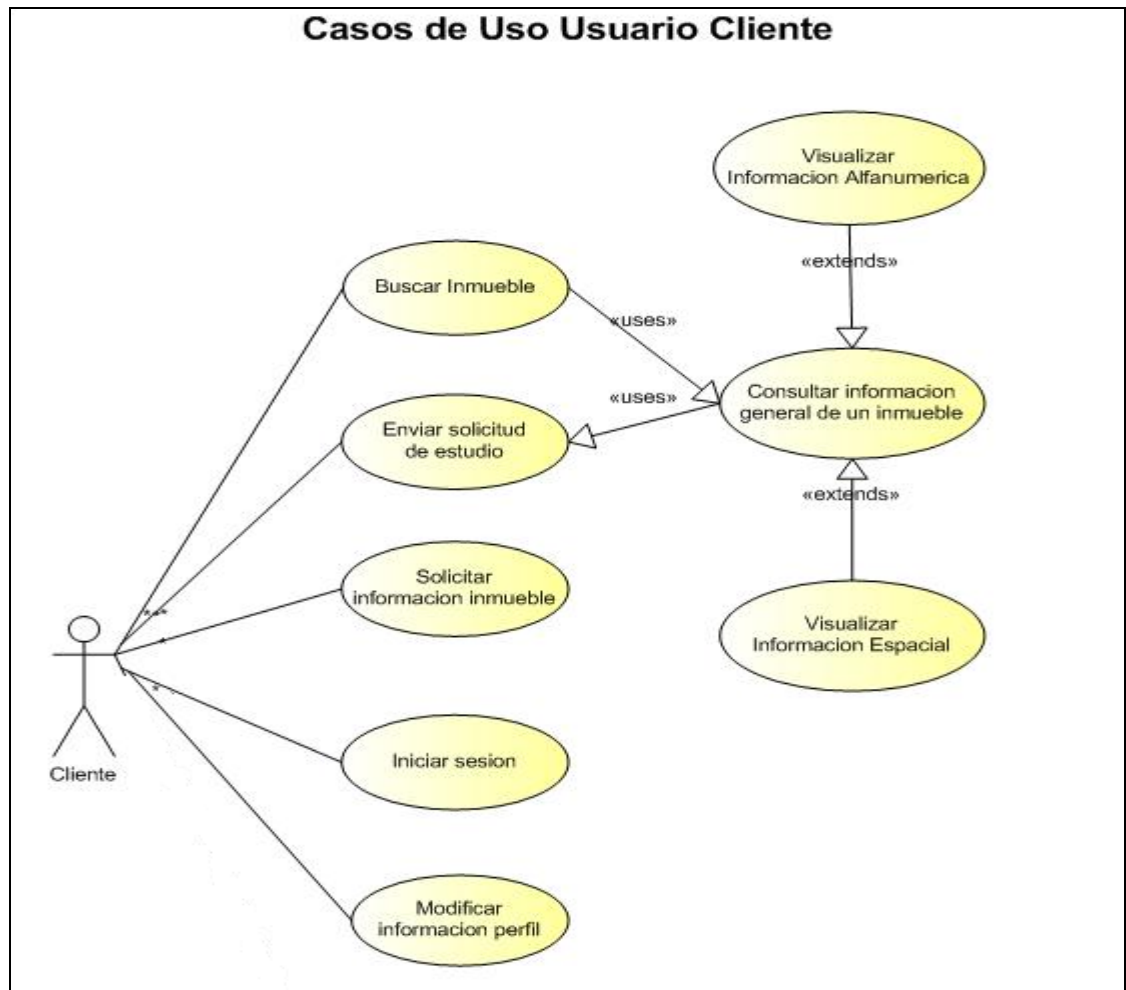 Casos de Uso Usuario Cliente
Visualizar
Informacion Alfanumerica
«extends»
Buscar Inmueble
«uses»
Consultar informacion
general de un inmueble
«uses»
Enviar solicitud
de estudio
«extends»
Solicitar
informacion inmueble
Visualizar
Informacion Espacial
Cliente
Iniciar sesion
Modificar
informacion perfil